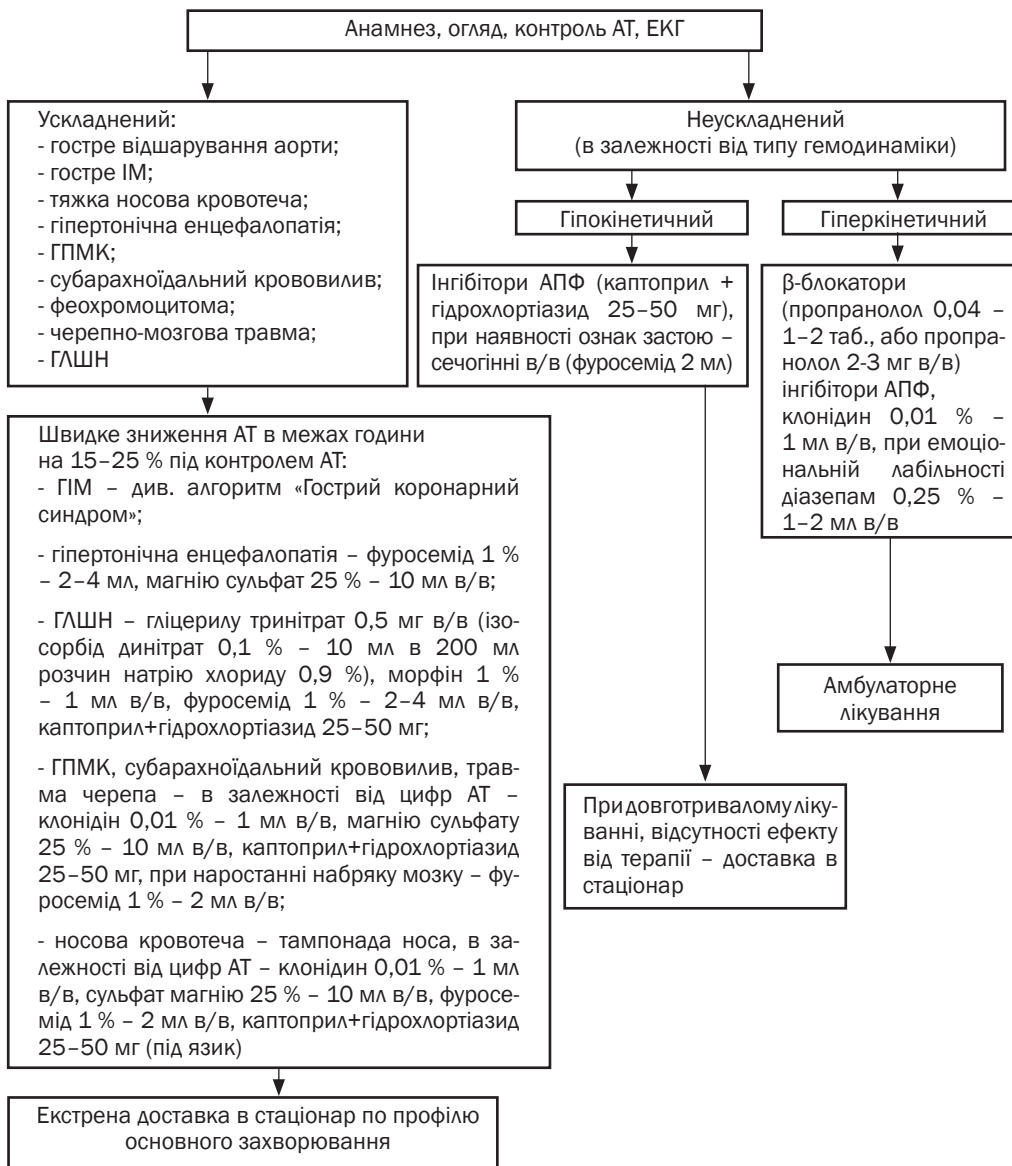 Анамнез, огляд, контроль АТ, ЕКГ
Ускладнений:
- гостре відшарування аорти;
- гостре ІМ;
- тяжка носова кровотеча;
- гіпертонічна енцефалопатія;
- ГПМК;
- субарахноїдальний крововилив;
- феохромоцитома;
- черепно-мозгова травма;
- ГЛШН
Швидке зниження АТ в межах години
на 15–25 % під контролем АТ:
- ГІМ – див. алгоритм «Гострий коронарний
синдром»;
- гіпертонічна енцефалопатія – фуросемід 1 %
– 2–4 мл, магнію сульфат 25 % – 10 мл в/в;
- ГЛШН – гліцерилу тринітрат 0,5 мг в/в (ізо-
сорбід динітрат 0,1 % – 10 мл в 200 мл
розчин натрію хлориду 0,9 %), морфін 1 %
– 1 мл в/в, фуросемід 1 % – 2–4 мл в/в,
каптоприл+гідрохлортіазид 25–50 мг;
- ГПМК, субарахноїдальний крововилив, трав-
ма черепа – в залежності від цифр АТ –
клонідін 0,01 % – 1 мл в/в, магнію сульфату
25 % – 10 мл в/в, каптоприл+гідрохлортіазид
25–50 мг, при наростанні набряку мозку – фу-
росемід 1 % – 2 мл в/в;
- носова кровотеча – тампонада носа, в за-
лежності від цифр АТ – клонідин 0,01 % – 1 мл
в/в, сульфат магнію 25 % – 10 мл в/в, фуросе-
мід 1 % – 2 мл в/в, каптоприл+гідрохлортіазид
25–50 мг (під язик)
Екстрена доставка в стаціонар по профілю
основного захворювання
Неускладнений
(в залежності від типу гемодинаміки)
Гіпокінетичний
Інгібітори АПФ (каптоприл +
гідрохлортіазид 25–50 мг),
при наявності ознак застою –
сечогінні в/в (фуросемід 2 мл)
При довготривалому ліку-
ванні, відсутності ефекту
від терапії – доставка в
стаціонар
Гіперкінетичний
β-блокатори
(пропранолол 0,04 –
1–2 таб., або пропра-
нолол 2-3 мг в/в)
інгібітори АПФ,
клонідин 0,01 % –
1 мл в/в, при емоціо-
нальній лабільності
діазепам 0,25 % –
1–2 мл в/в
Амбулаторне
лікування